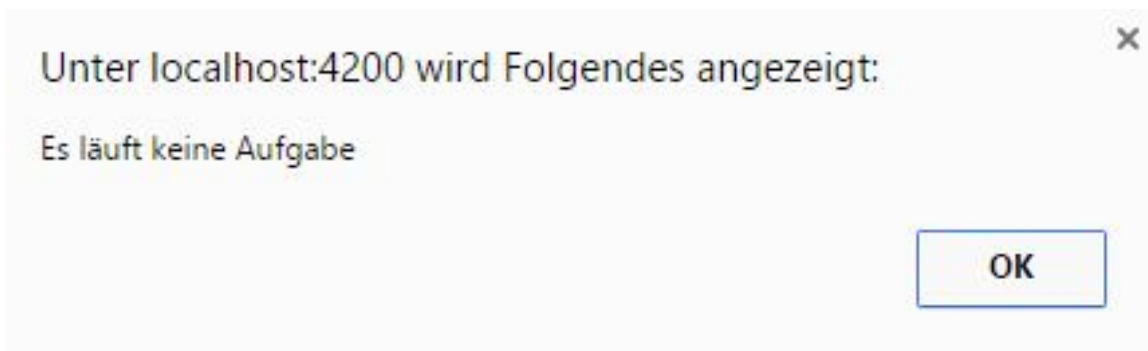 Unter localhost:4200 wird Folgendes angezeigt:
Es läuft keine Aufgabe
OK